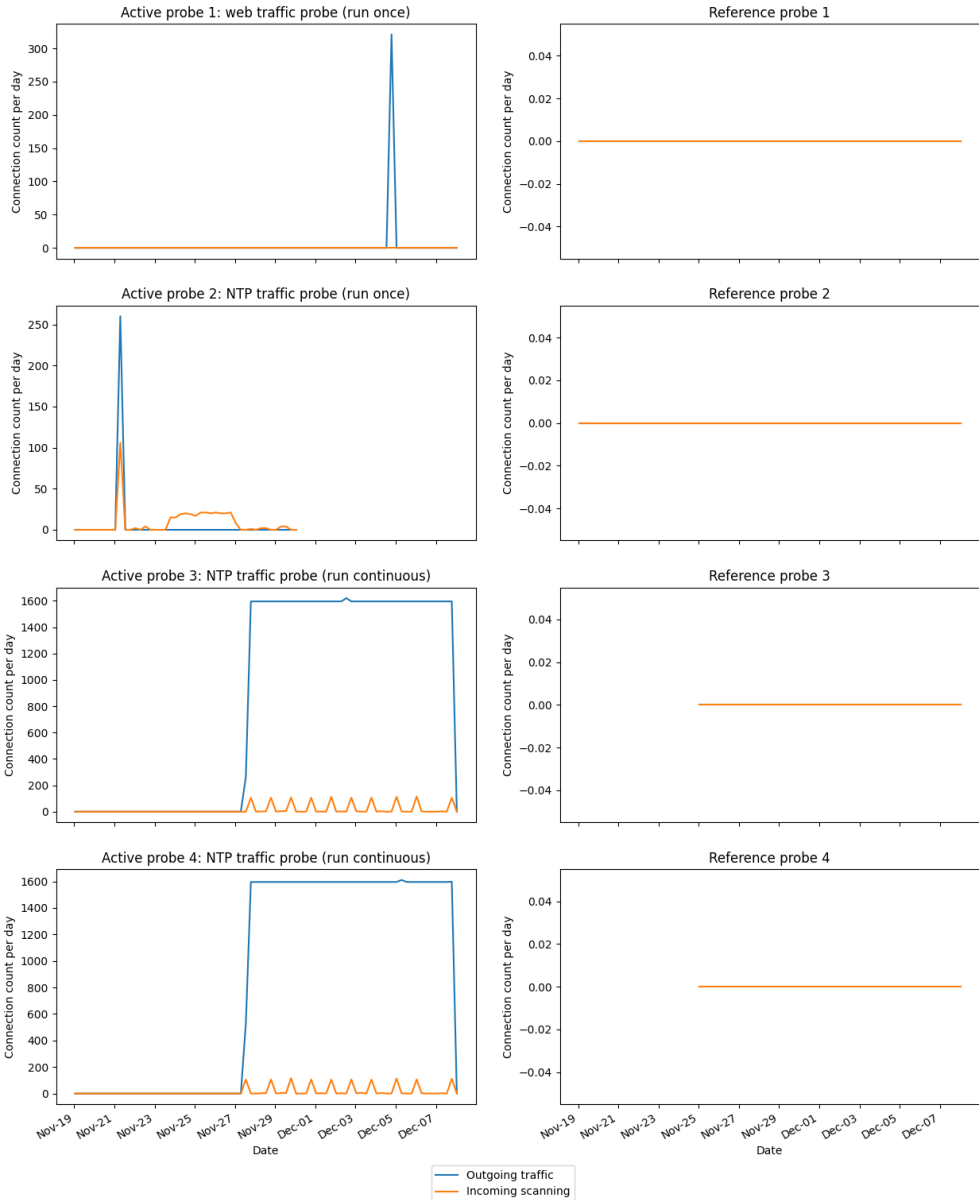 Active probe 1: web traffic probe (run once)
Connection count per day
300
250
200
150
100
50
0
Reference probe 1
Connection count per day
0.04
0.02
0.00
−0.02
−0.04
Active probe 2: NTP traffic probe (run once)
Connection count per day
250
200
150
100
50
0
Reference probe 2
Connection count per day
0.04
0.02
0.00
−0.02
−0.04
Active probe 3: NTP traffic probe (run continuous)
Connection count per day
1600
1400
1200
1000
800
600
400
200
0
Reference probe 3
Connection count per day
0.04
0.02
0.00
−0.02
−0.04
Active probe 4: NTP traffic probe (run continuous)
Connection count per day
1600
1400
1200
1000
800
600
400
200
0
Nov-19
Nov-21
Nov-23
Nov-25
Nov-27
Nov-29
Dec-01
Dec-03
Dec-05
Dec-07
Date
Reference probe 4
Connection count per day
0.04
0.02
0.00
−0.02
−0.04
Nov-19
Nov-21
Nov-23
Nov-25
Nov-27
Nov-29
Dec-01
Dec-03
Dec-05
Dec-07
Date
Outgoing traffic
Incoming scanning